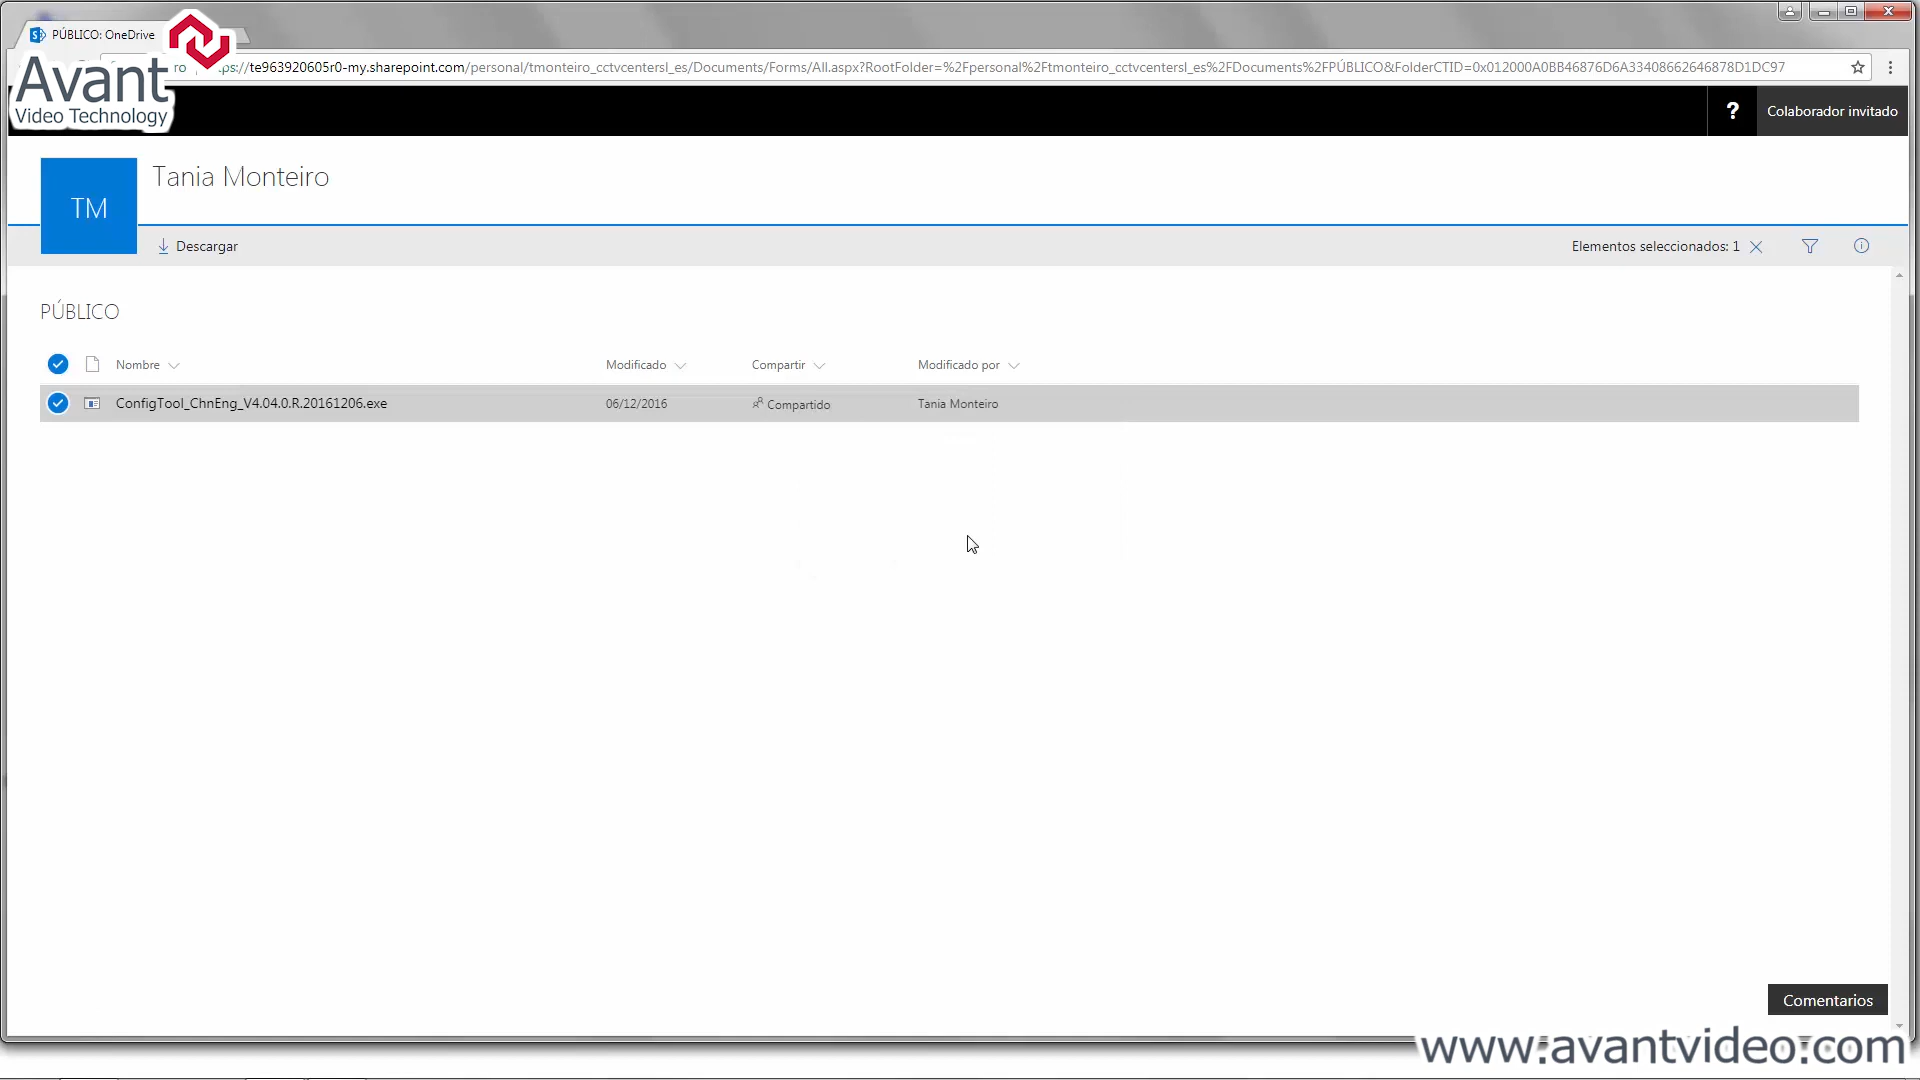 PÚBLICO: OneDrive
Avant
Video Technology
ro
ps://te963920605r0-my.sharepoint.com/personal/tmonteiro_cctvcentersl_es/Documents/Forms/All.aspx?RootFolder=%2Fpersonal%2Ftmonteiro_cctvcentersl_es%2FDocuments%2FPÚBLICO&FolderCTID=0x012000A0BB46876D6A33408662646878D1DC97
? Colaborador invitado
TM
Tania Monteiro
Descargar
Elementos seleccionados: 1
PÚBLICO
Nombre Modificado Compartir Modificado por
ConfigTool_ChnEng_V4.04.0.R.20161206.exe 06/12/2016 Compartido Tania Monteiro
Comentarios
www.avantvideo.com